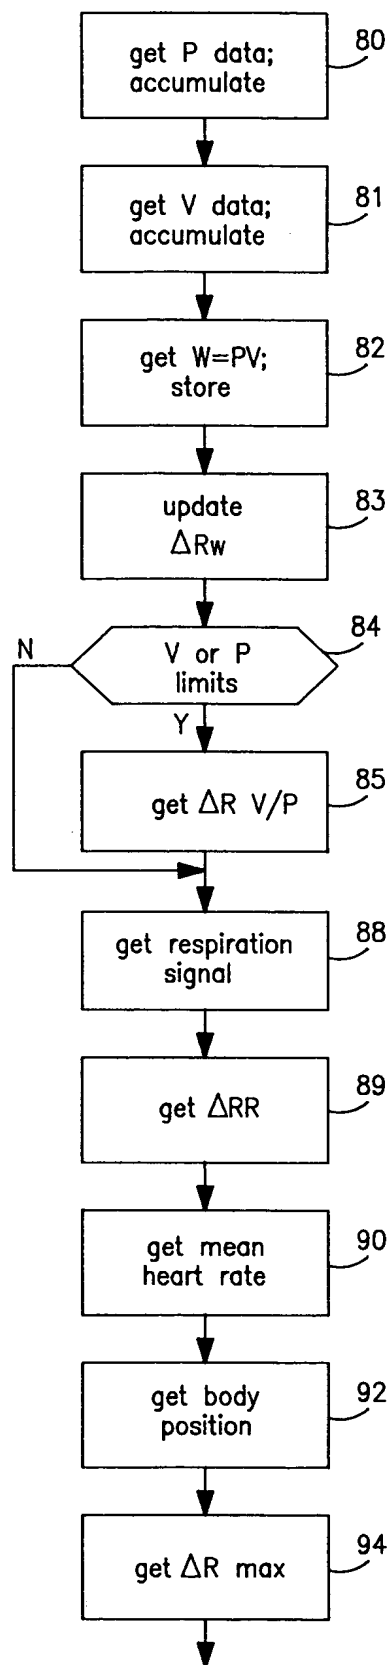 get P data;
accumulate
80
get V data;
accumulate
81
get W=PV;
store
82
update
ΔRw
83
V or P
limits
84
N
Y
get ΔR V/P
85
get respiration
signal
88
get ΔRR
89
get mean
heart rate
90
get body
position
92
get ΔR max
94